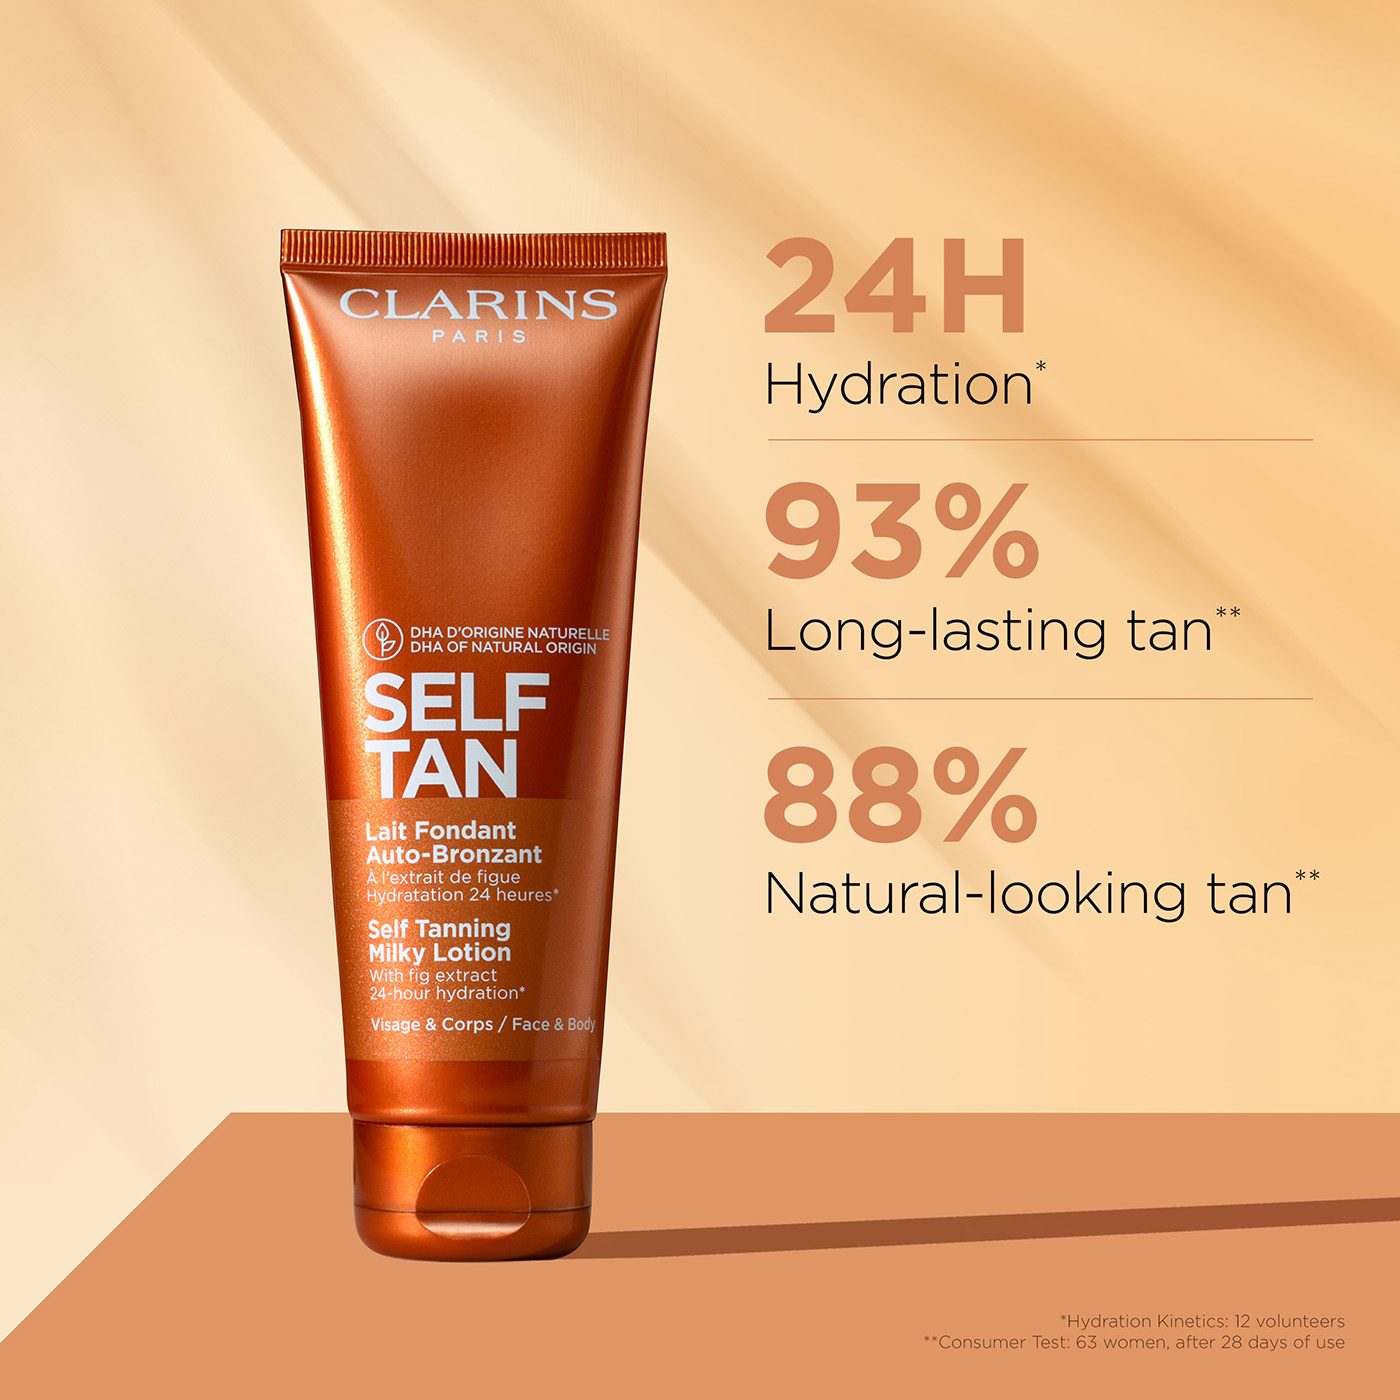 CLARINS
PARIS
DHA D'ORIGINE NATURELLE
DHA OF NATURAL ORIGIN
SELF
TAN
Lait Fondant
Auto-Bronzant
À l'extrait de figue
Hydratation 24 heures*
Self Tanning
Milky Lotion
With fig extract
24-hour hydration*
Visage & Corps / Face & Body
24H
Hydration*
93%
Long-lasting tan**
88%
Natural-looking tan**
*Hydration Kinetics: 12 volunteers
**Consumer Test: 63 women, after 28 days of use